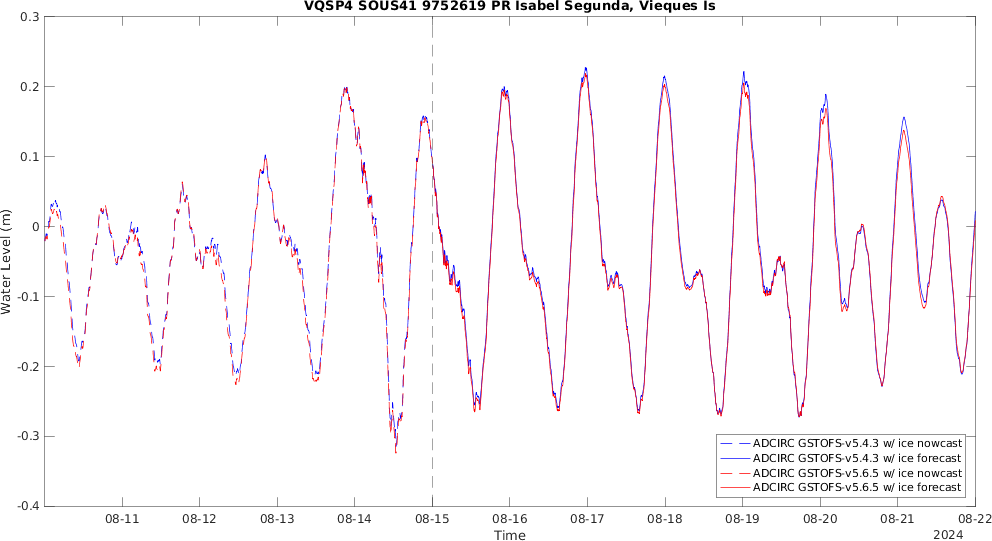 VQSP4 SOUS41 9752619 PR Isabel Segunda, Vieques Is
0.3
0.2
0.1
0
-0.1
-0.2
-0.3
-0.4
Water Level (m)
ADCIRC GSTOFS-v5.4.3 w/ ice nowcast
ADCIRC GSTOFS-v5.4.3 w/ ice forecast
ADCIRC GSTOFS-v5.6.5 w/ ice nowcast
ADCIRC GSTOFS-v5.6.5 w/ ice forecast
08-11 08-12 08-13 08-14 08-15 08-16 08-17 08-18 08-19 08-20 08-21 08-22
Time
2024